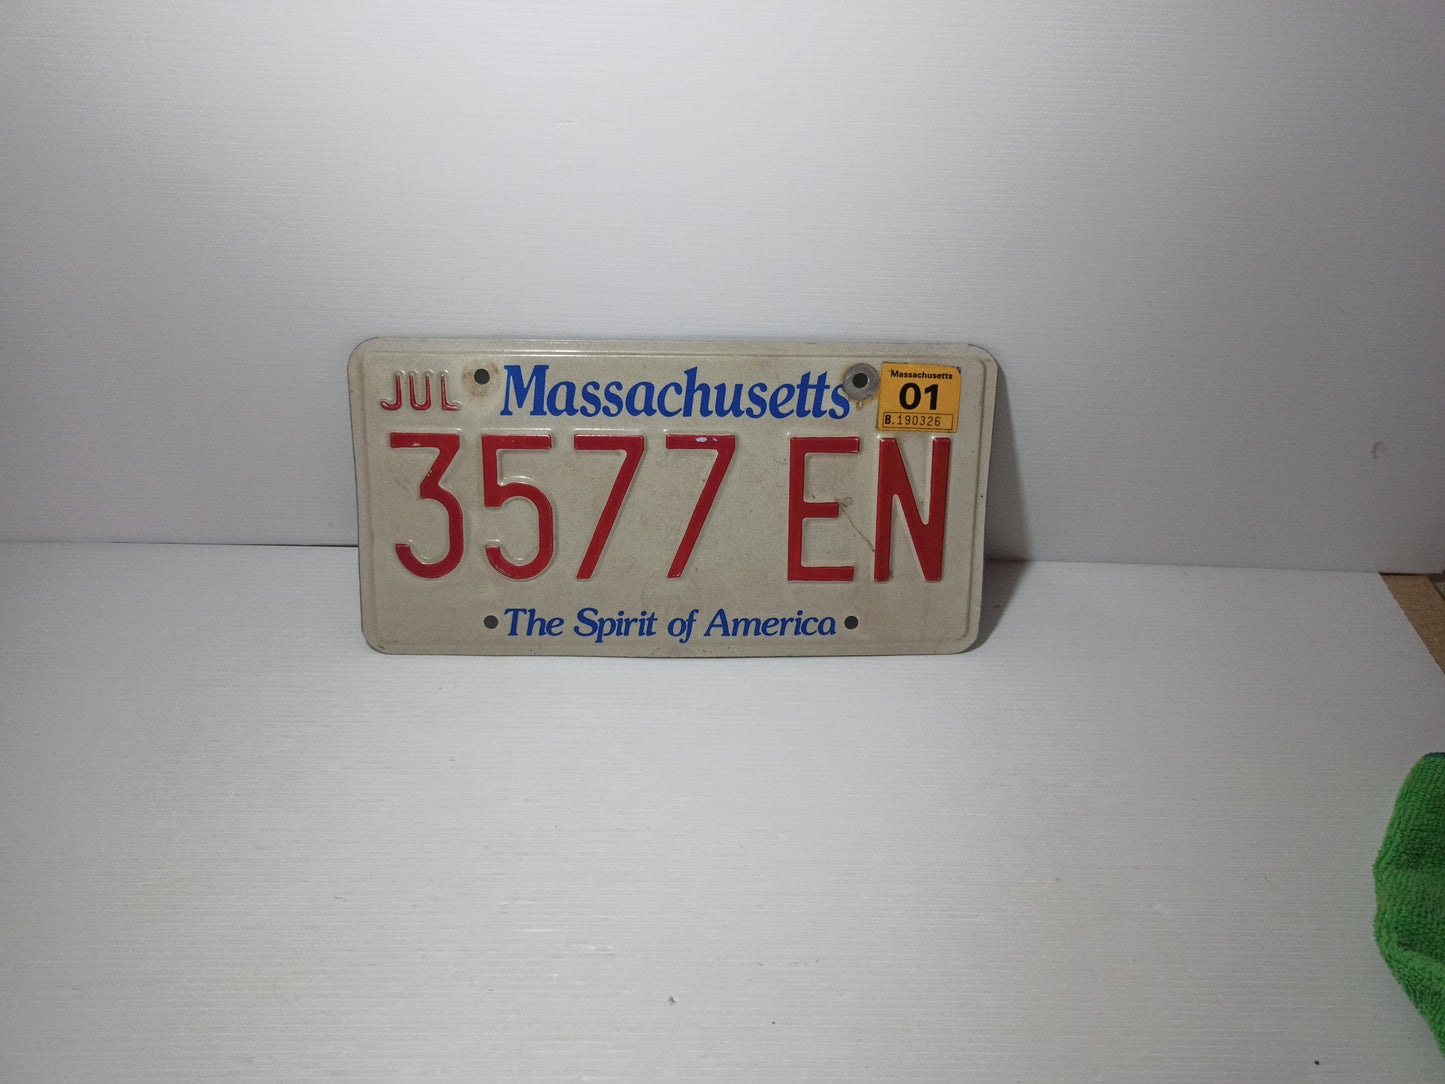 JUL
Massachusetts
Massachusetts
01
B.190326
3577 EN
The Spirit of America